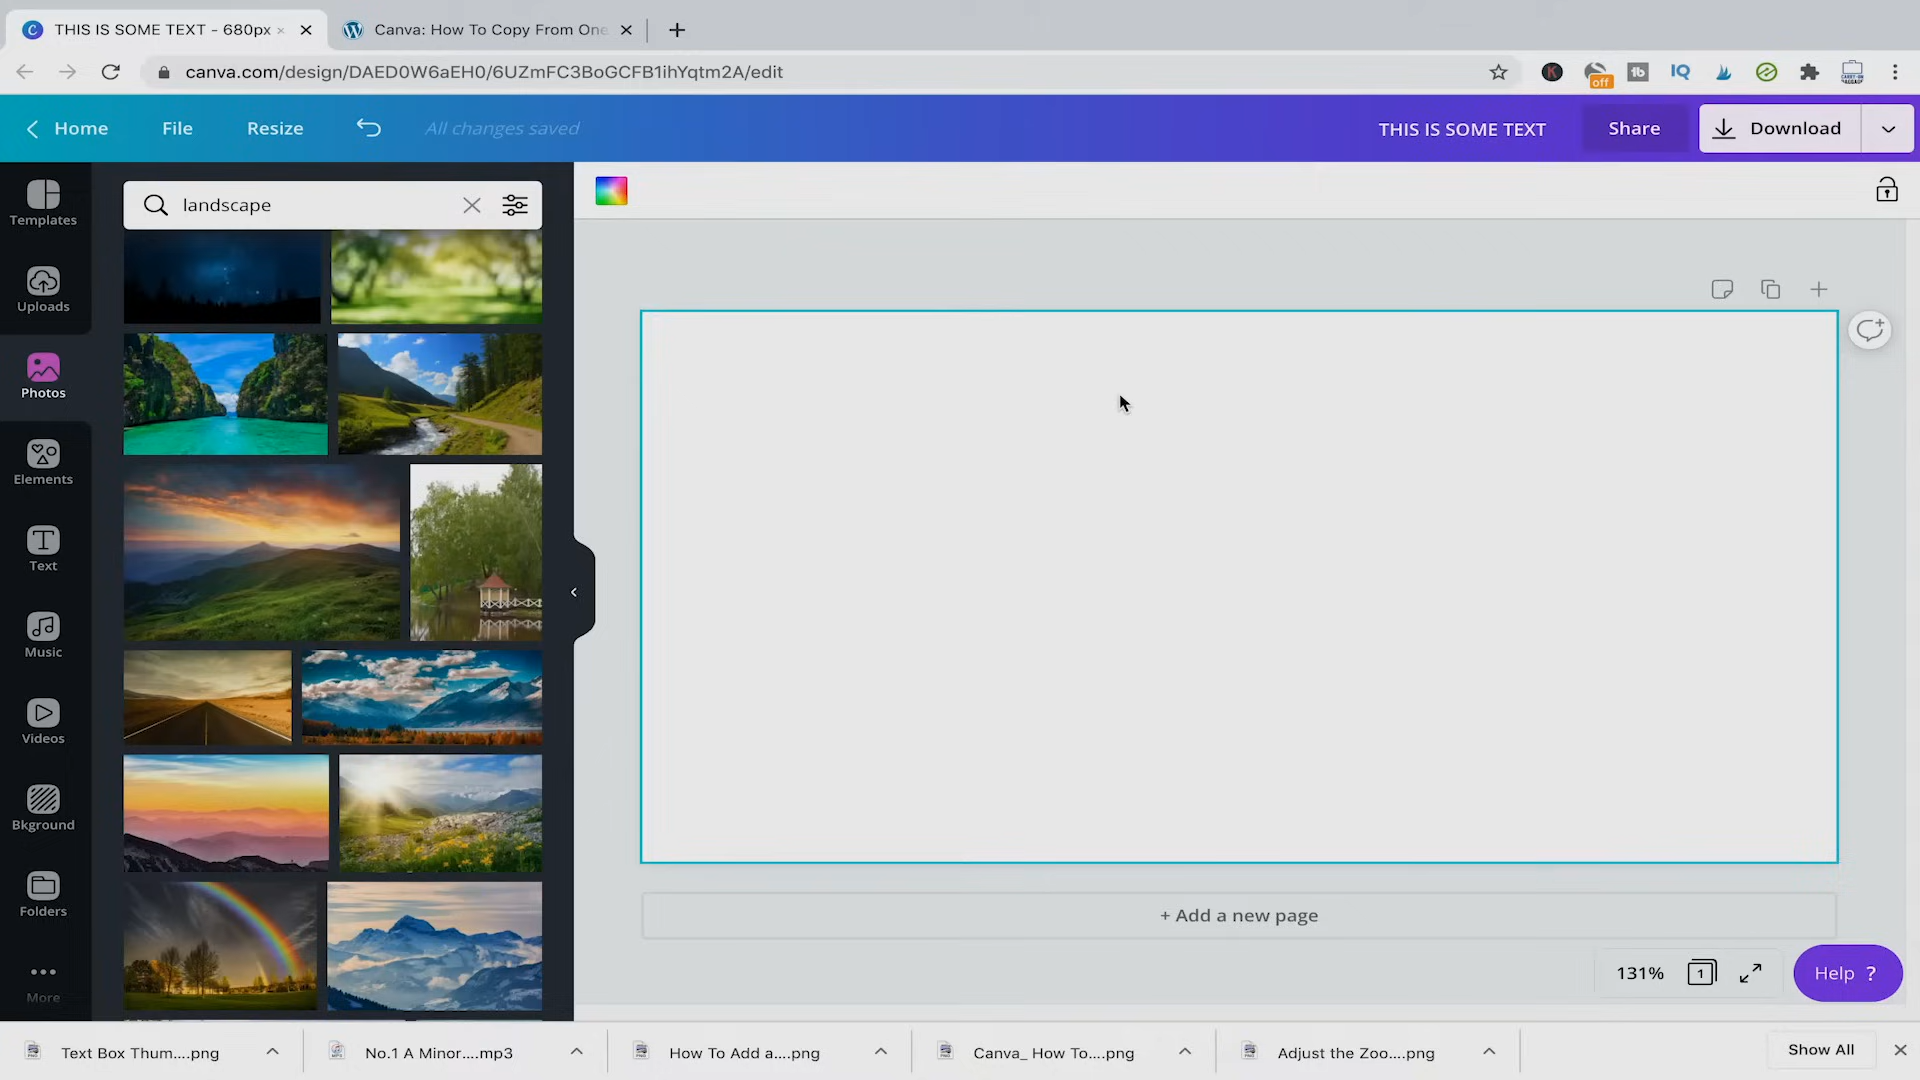 THIS IS SOME TEXT - 680px ×
Canva: How To Copy From One
canva.com/design/DAED0W6aEH0/6UZmFC3BoGCFB1ihYqtm2A/edit
K
off
tb
IQ
Home
File
Resize
All changes saved
THIS IS SOME TEXT
Share
Download
Templates
Uploads
Photos
Elements
Text
Music
Videos
Bkground
Folders
More
landscape
+ Add a new page
131%
1
Help ?
Text Box Thum....png
No.1 A Minor....mp3
How To Add a....png
Canva_ How To....png
Adjust the Zoo....png
Show All